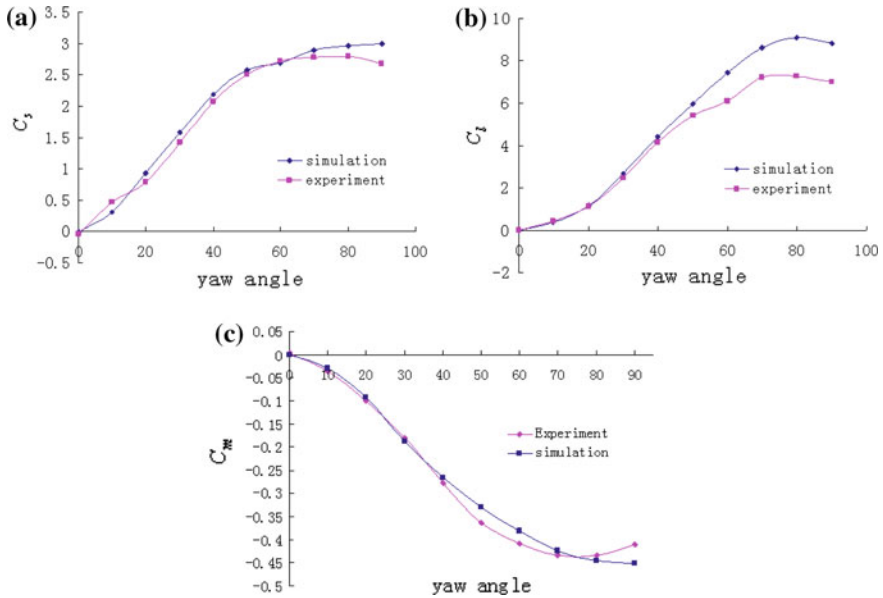 (a)
3.5
3
2.5
2
1.5
1
0.5
0
-0.5
C_s
0 20 40 60 80 100
simulation
experiment
yaw angle
(b)
10
8
6
4
2
0
-2
C_l
0 20 40 60 80 100
simulation
experiment
yaw angle
(c)
0.05
0
-0.05
-0.1
-0.15
-0.2
-0.25
-0.3
-0.35
-0.4
-0.45
-0.5
C_m
0 10 20 30 40 50 60 70 80 90
Experiment
simulation
yaw angle